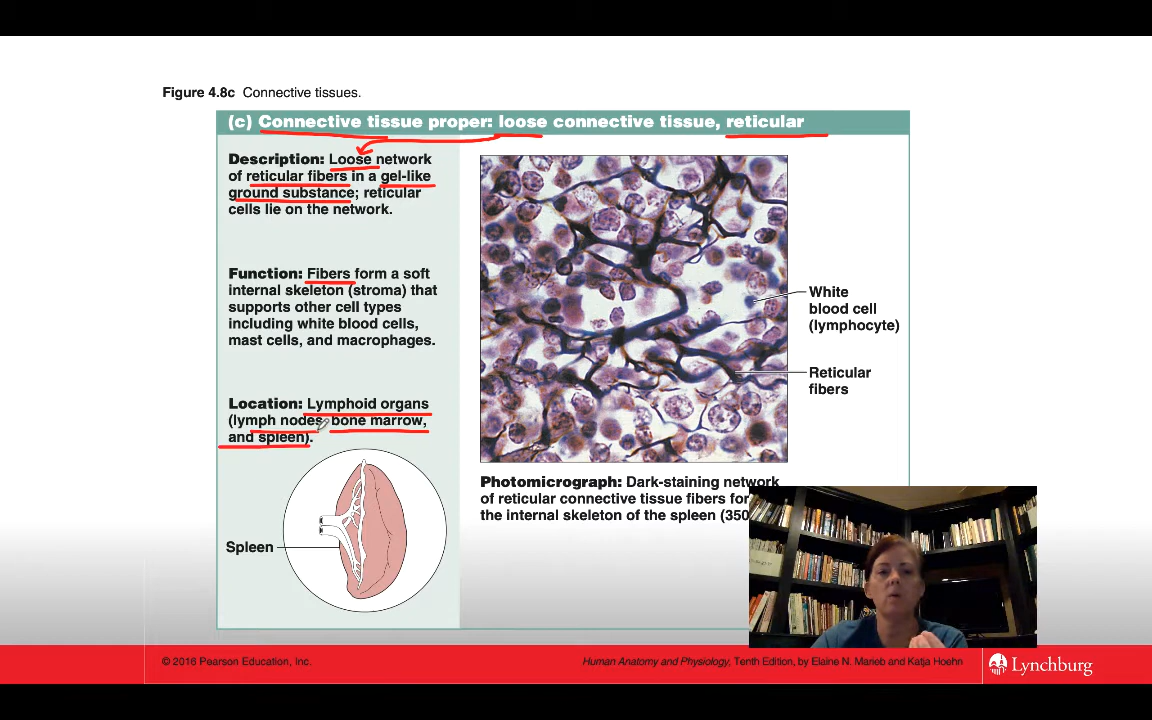 Figure 4.8c Connective tissues.
(c) Connective tissue proper: loose connective tissue, reticular
Description: Loose network
of reticular fibers in a gel-like
ground substance; reticular
cells lie on the network.
Function: Fibers form a soft
internal skeleton (stroma) that
supports other cell types
including white blood cells,
mast cells, and macrophages.
Location: Lymphoid organs
(lymph nodes, bone marrow,
and spleen).
Spleen
White
blood cell
(lymphocyte)
Reticular
fibers
Photomicrograph: Dark-staining network
of reticular connective tissue fibers for
the internal skeleton of the spleen (350
© 2016 Pearson Education, Inc.
Human Anatomy and Physiology, Tenth Edition, by Elaine N. Marieb and Katja Hoehn
Lynchburg